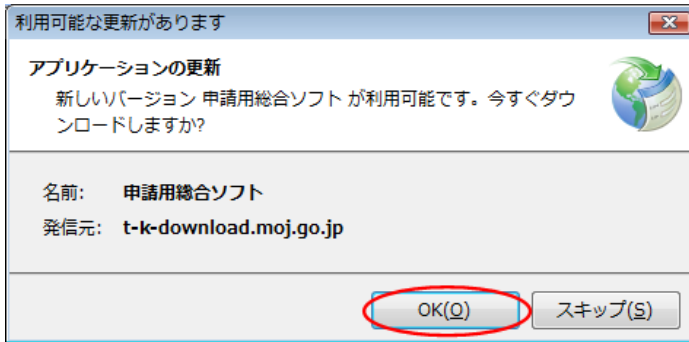 利用可能な更新があります
アプリケーションの更新
新しいバージョン 申請用総合ソフト が利用可能です。今すぐダウ
ンロードしますか?
名前: 申請用総合ソフト
発信元: t-k-download.moj.go.jp
OK(O) スキップ(S)